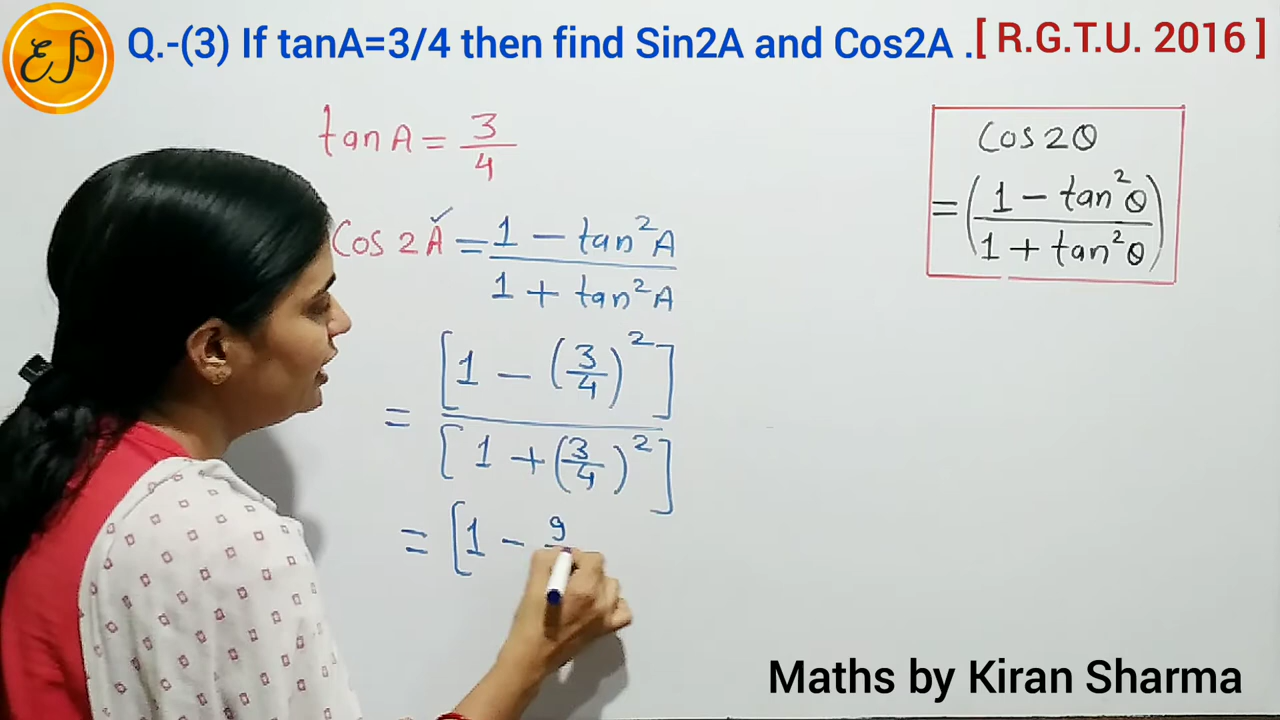 EP
Q.-(3) If tanA=3/4 then find Sin2A and Cos2A .[ R.G.T.U. 2016 ]
tan A = 3/4
Cos 2A = (1 - tan²A)/(1 + tan²A)
= [1 - (3/4)²]/[1 + (3/4)²]
= [1 - 9
Cos 2θ
= ((1 - tan²θ)/(1 + tan²θ))
Maths by Kiran Sharma